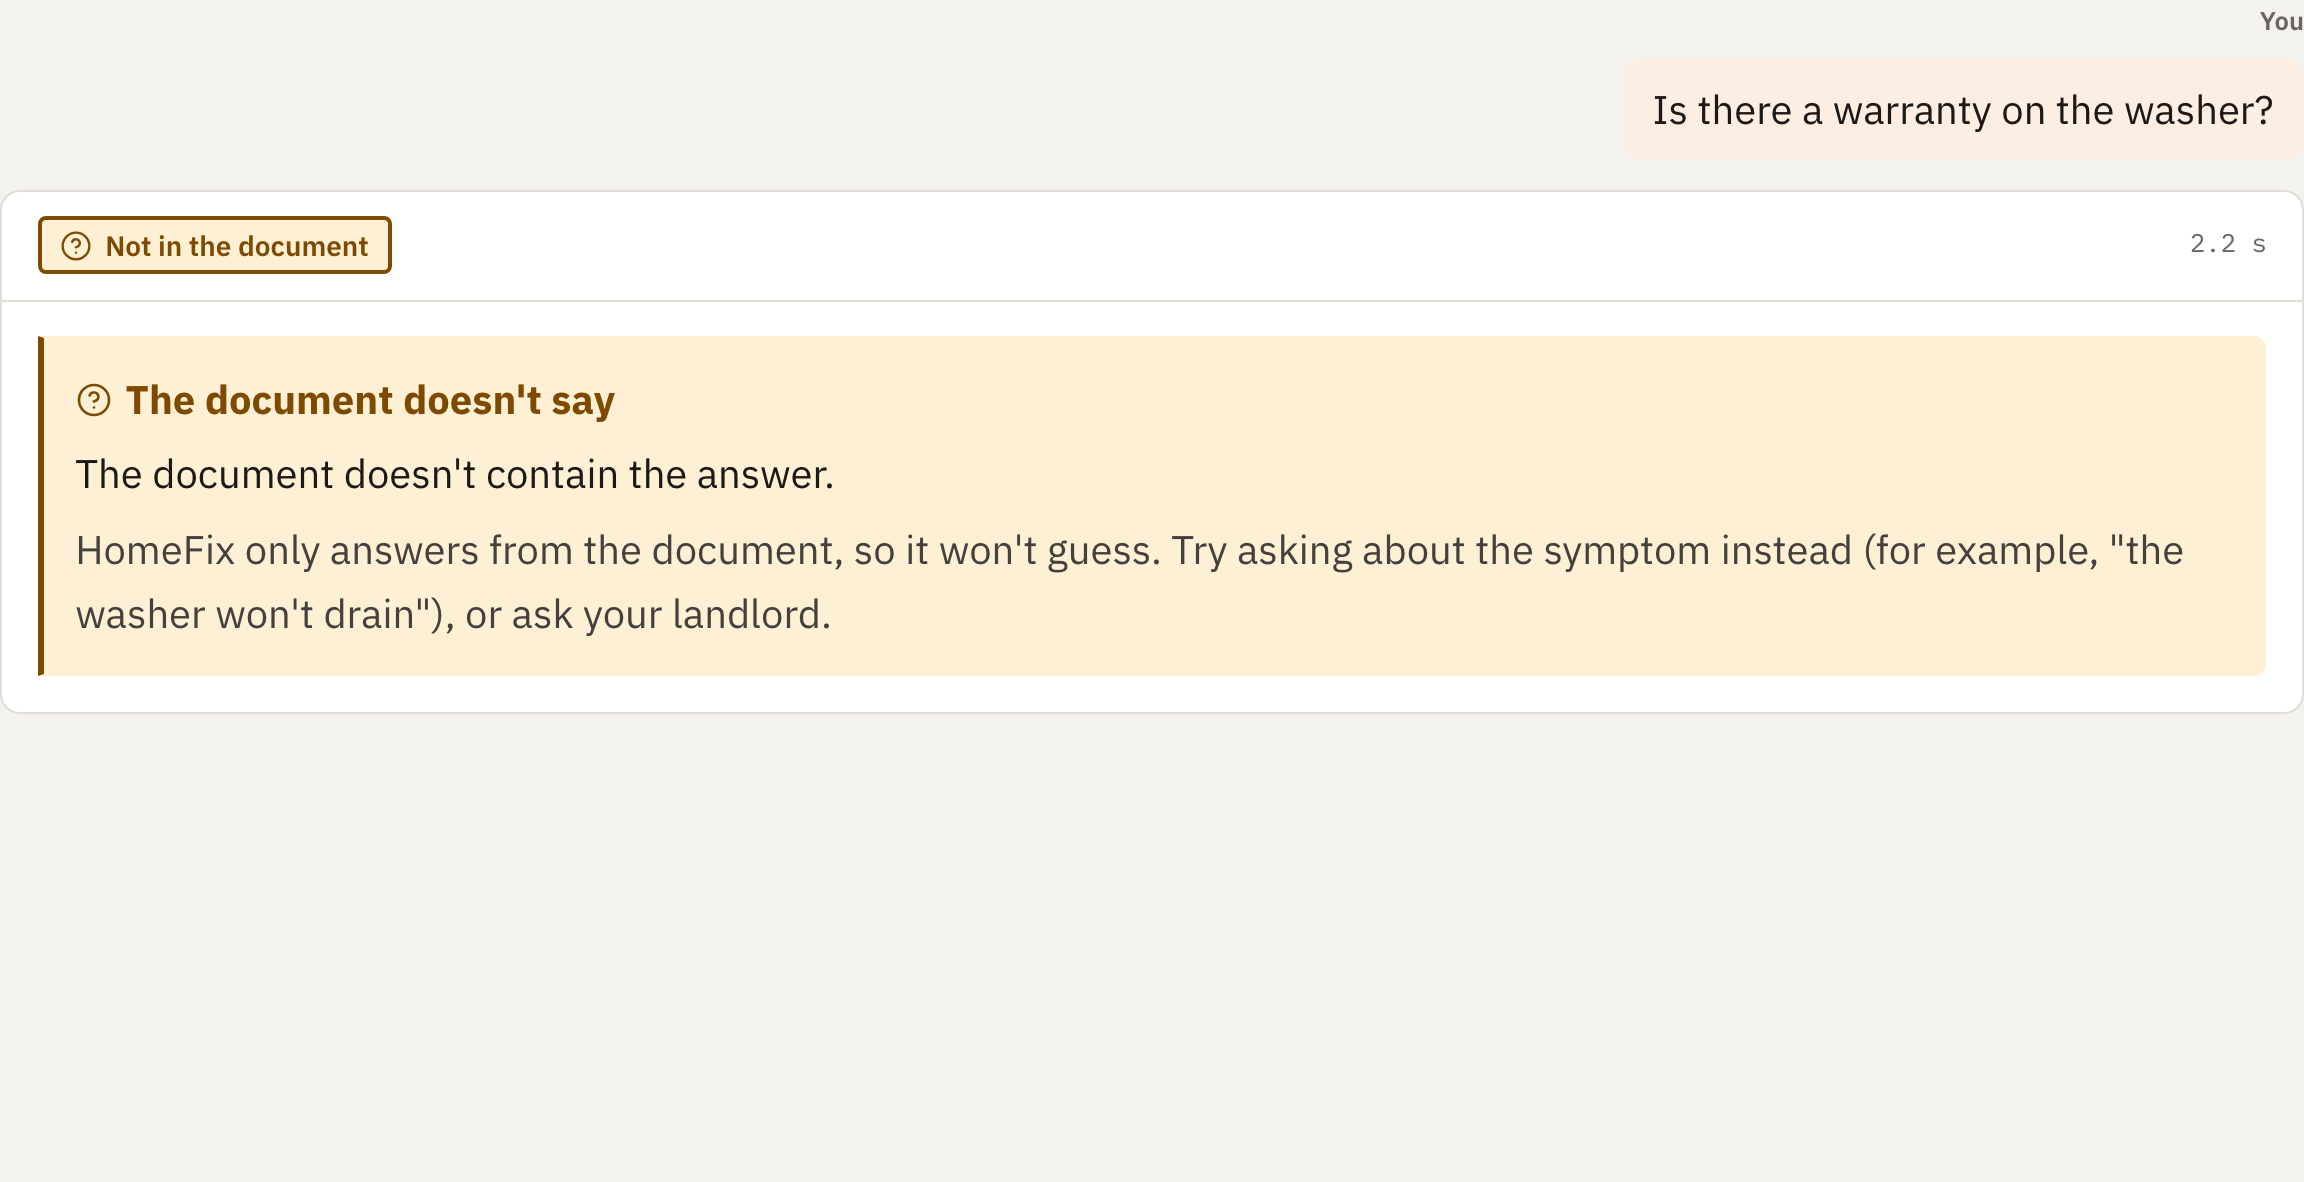 You
Is there a warranty on the washer?
Not in the document
2.2 s
The document doesn't say
The document doesn't contain the answer.
HomeFix only answers from the document, so it won't guess. Try asking about the symptom instead (for example, "the
washer won't drain"), or ask your landlord.